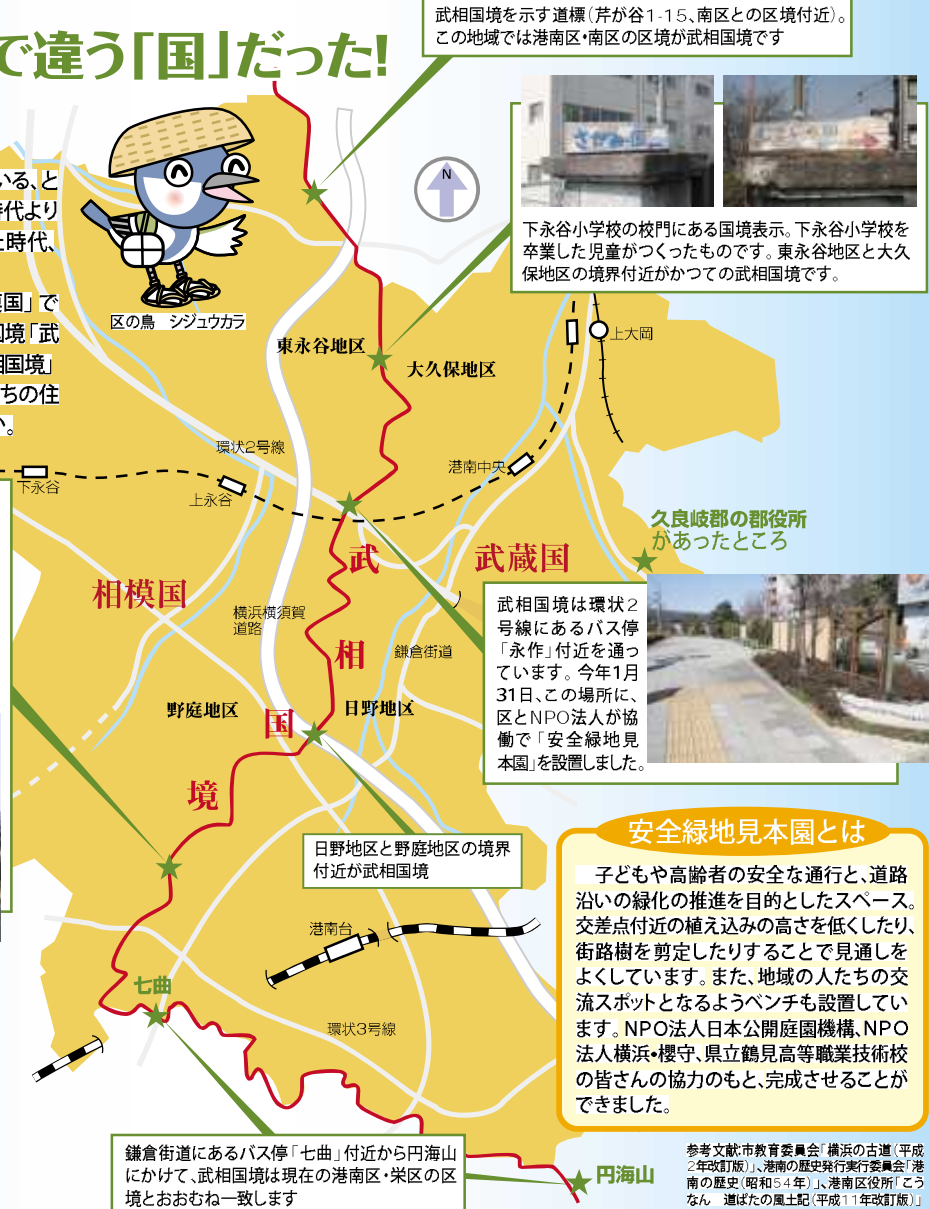 で違う「国」だった!
武相国境を示す道標(芹が谷1-15、南区との区境付近)。
この地域では港南区・南区の区境が武相国境です
いる、と
時代より
た時代、
模国」で
国境「武
相国境」
ちの住
い。
区の鳥 シジュウカラ
N
下永谷小学校の校門にある国境表示。下永谷小学校を
卒業した児童がつくったものです。東永谷地区と大久
保地区の境界付近がかつての武相国境です。
東永谷地区
大久保地区
上大岡
環状2号線
港南中央
下永谷
上永谷
久良岐郡の郡役所
があったところ
武蔵国
相模国
武
相
国
境
横浜横須賀
道路
鎌倉街道
野庭地区
日野地区
武相国境は環状2
号線にあるバス停
「永作」付近を通っ
ています。今年1月
31日、この場所に、
区とNPO法人が協
働で「安全緑地見
本園」を設置しました。
日野地区と野庭地区の境界
付近が武相国境
港南台
七曲
環状3号線
安全緑地見本園とは
子どもや高齢者の安全な通行と、道路
沿いの緑化の推進を目的としたスペース。
交差点付近の植え込みの高さを低くしたり、
街路樹を剪定したりすることで見通しを
よくしています。また、地域の人たちの交
流スポットとなるようベンチも設置してい
ます。NPO法人日本公開庭園機構、NPO
法人横浜・櫻守、県立鶴見高等職業技術校
の皆さんの協力のもと、完成させることが
できました。
鎌倉街道にあるバス停「七曲」付近から円海山
にかけて、武相国境は現在の港南区・栄区の区
境とおおむね一致します
円海山
参考文献:市教育委員会「横浜の古道(平成
2年改訂版)」、港南の歴史発行実行委員会「港
南の歴史(昭和54年)」、港南区役所「こう
なん 道ばたの風土記(平成11年改訂版)」